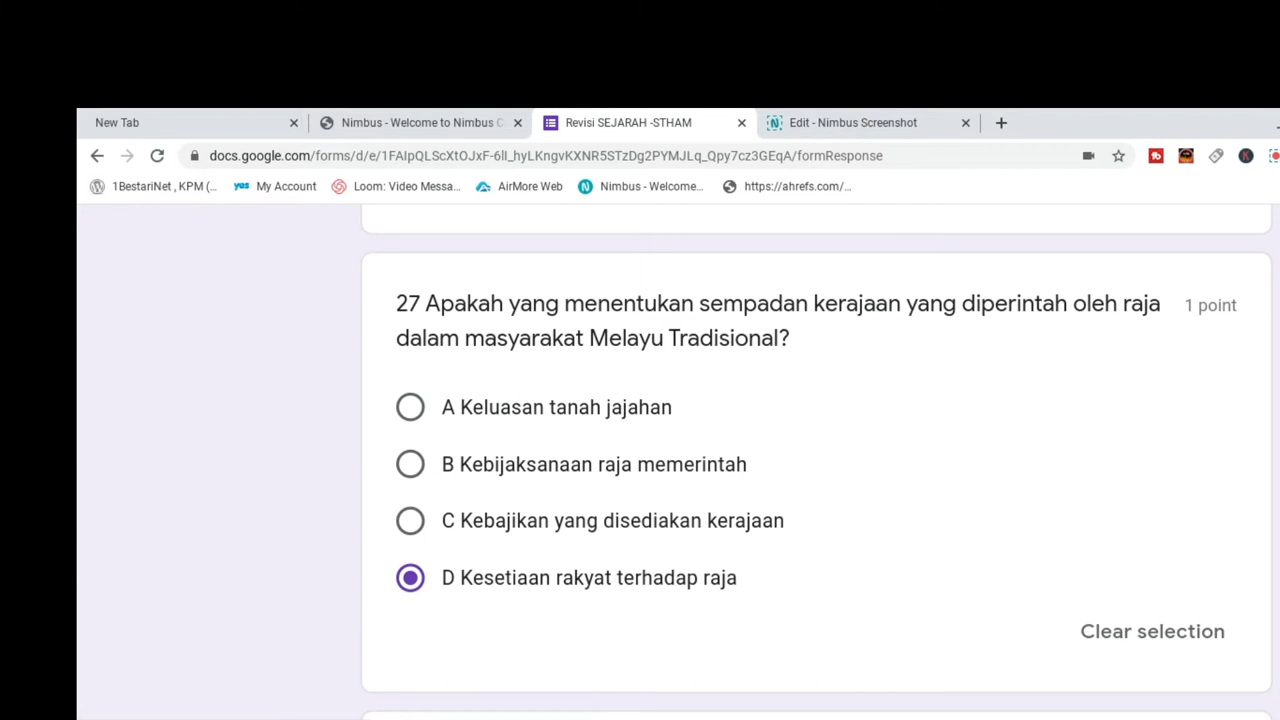 New Tab
Nimbus - Welcome to Nimbus C
Revisi SEJARAH -STHAM
Edit - Nimbus Screenshot
docs.google.com/forms/d/e/1FAIpQLScXtOJxF-6lI_hyLKngvKXNR5STzDg2PYMJLq_Qpy7cz3GEqA/formResponse
1BestariNet , KPM (...
yes My Account
Loom: Video Messa...
AirMore Web
N Nimbus - Welcome...
https://ahrefs.com/...
27 Apakah yang menentukan sempadan kerajaan yang diperintah oleh raja
1 point
dalam masyarakat Melayu Tradisional?
A Keluasan tanah jajahan
B Kebijaksanaan raja memerintah
C Kebajikan yang disediakan kerajaan
D Kesetiaan rakyat terhadap raja
Clear selection